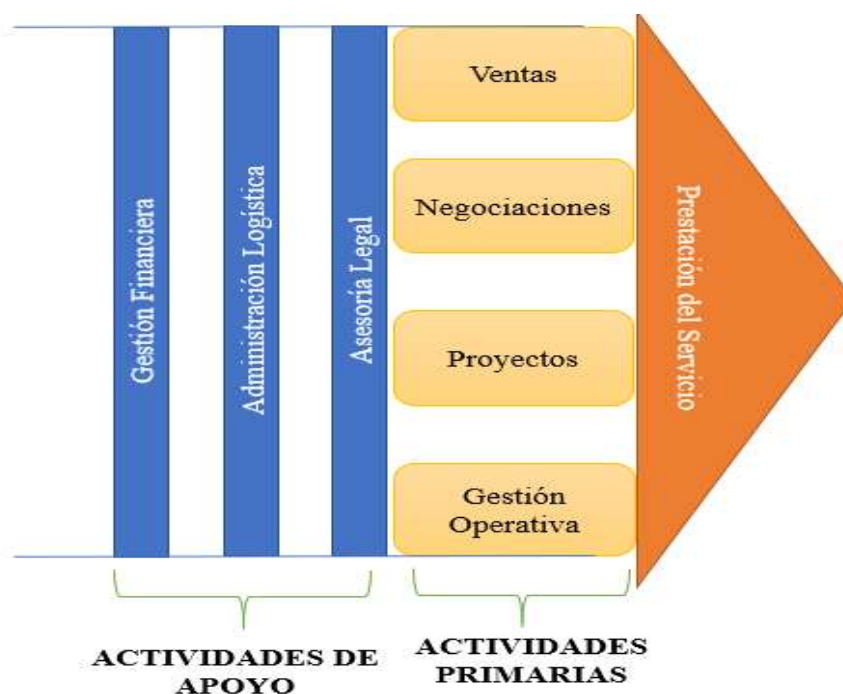 Gestión Financiera
Administración Logística
Asesoría Legal
Ventas
Negociaciones
Proyectos
Gestión
Operativa
Prestación del Servicio
ACTIVIDADES DE
APOYO
ACTIVIDADES
PRIMARIAS